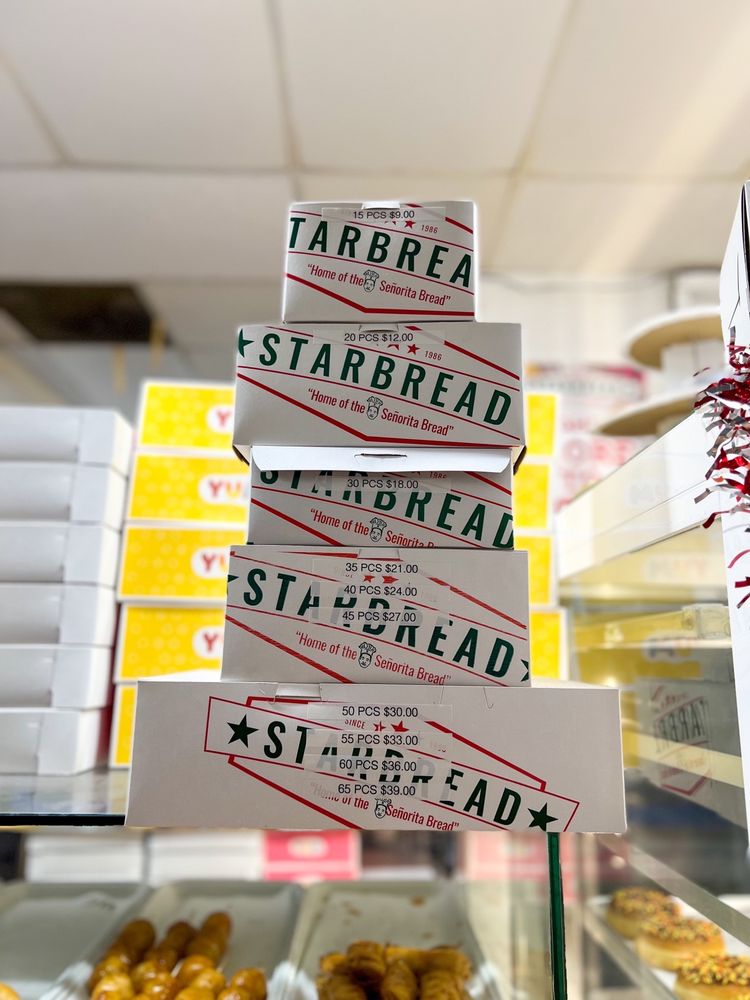 15 PCS $9.00
1986
TARBREA
"Home of the Señorita Bread"
20 PCS $12.00
1986
STARBREAD
"Home of the Señorita Bread"
30 PCS $18.00
STARBREAD
"Home of the Señorita Bread"
35 PCS $21.00
40 PCS $24.00
45 PCS $27.00
STARBREAD
"Home of the Señorita Bread"
50 PCS $30.00
SINCE
55 PCS $33.00
STARBREAD
60 PCS $36.00
65 PCS $39.00
"Home of the Señorita Bread"